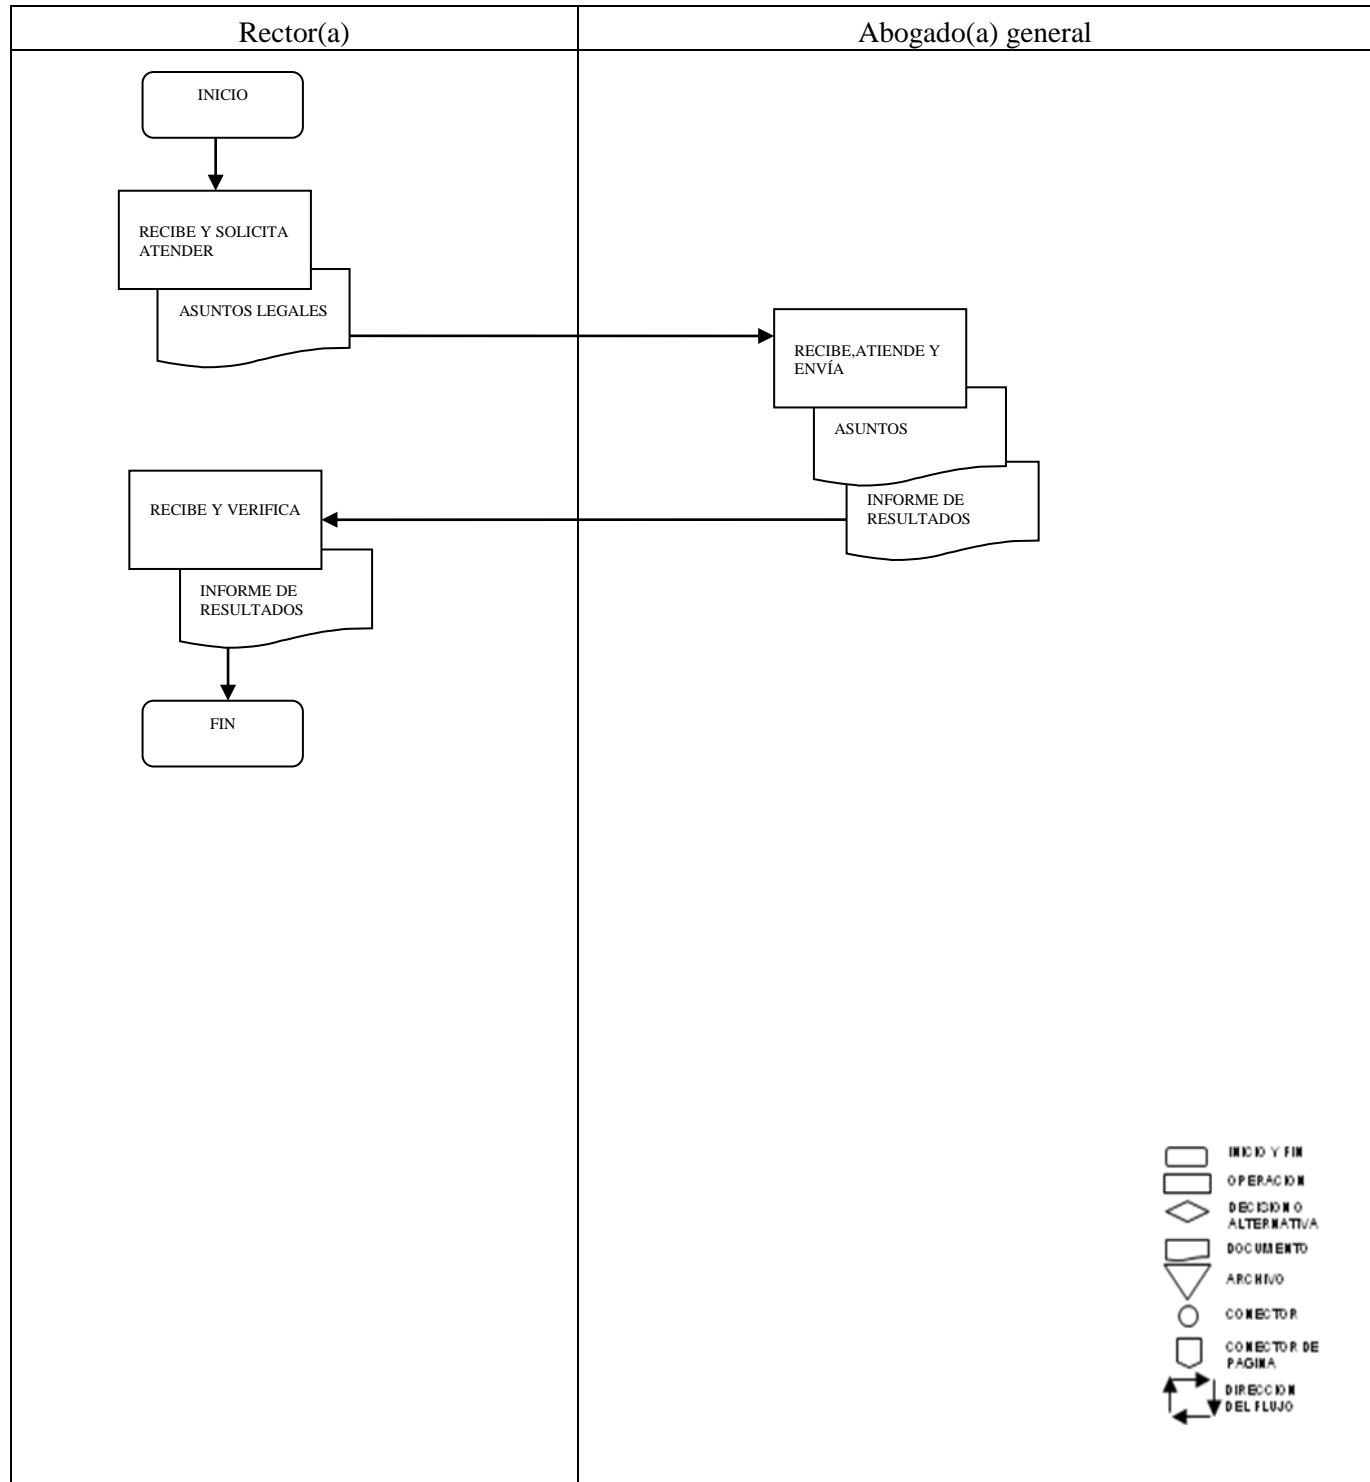 Rector(a)
Abogado(a) general
INICIO
RECIBE Y SOLICITA
ATENDER
ASUNTOS LEGALES
RECIBE,ATIENDE Y
ENVÍA
ASUNTOS
INFORME DE
RESULTADOS
RECIBE Y VERIFICA
INFORME DE
RESULTADOS
FIN
INICIO Y FIN
OPERACION
DECISION O
ALTERNATIVA
DOCUMENTO
ARCHIVO
CONECTOR
CONECTOR DE
PAGINA
DIRECCION
DEL FLUJO